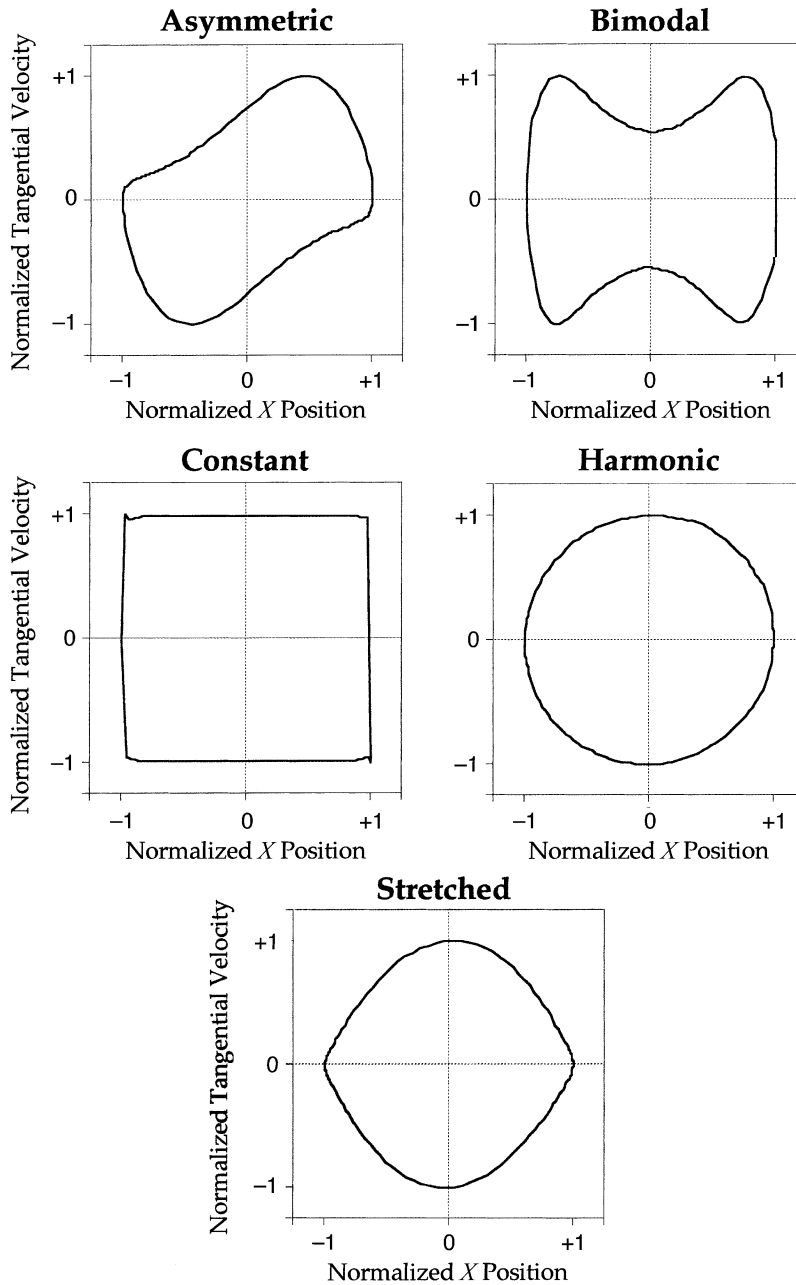 Asymmetric
Bimodal
Normalized Tangential Velocity
+1
0
−1
−1 0 +1
Normalized X Position
+1
0
−1
−1 0 +1
Normalized X Position
Constant
Harmonic
Normalized Tangential Velocity
+1
0
−1
−1 0 +1
Normalized X Position
+1
0
−1
−1 0 +1
Normalized X Position
Stretched
Normalized Tangential Velocity
+1
0
−1
−1 0 +1
Normalized X Position